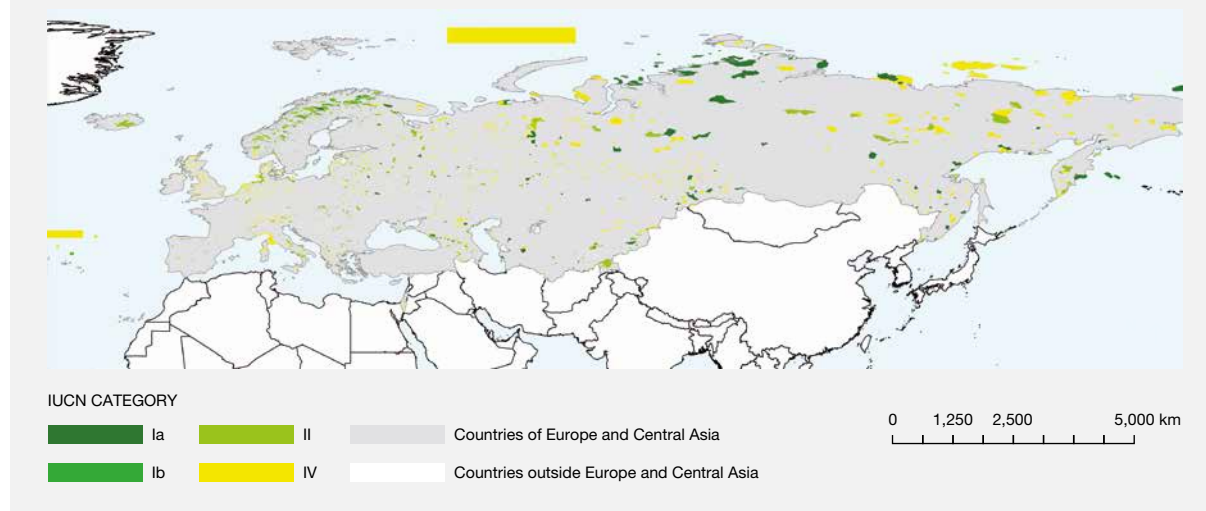 IUCN CATEGORY
Ia
II
Countries of Europe and Central Asia
Ib
IV
Countries outside Europe and Central Asia
0 1,250 2,500 5,000 km